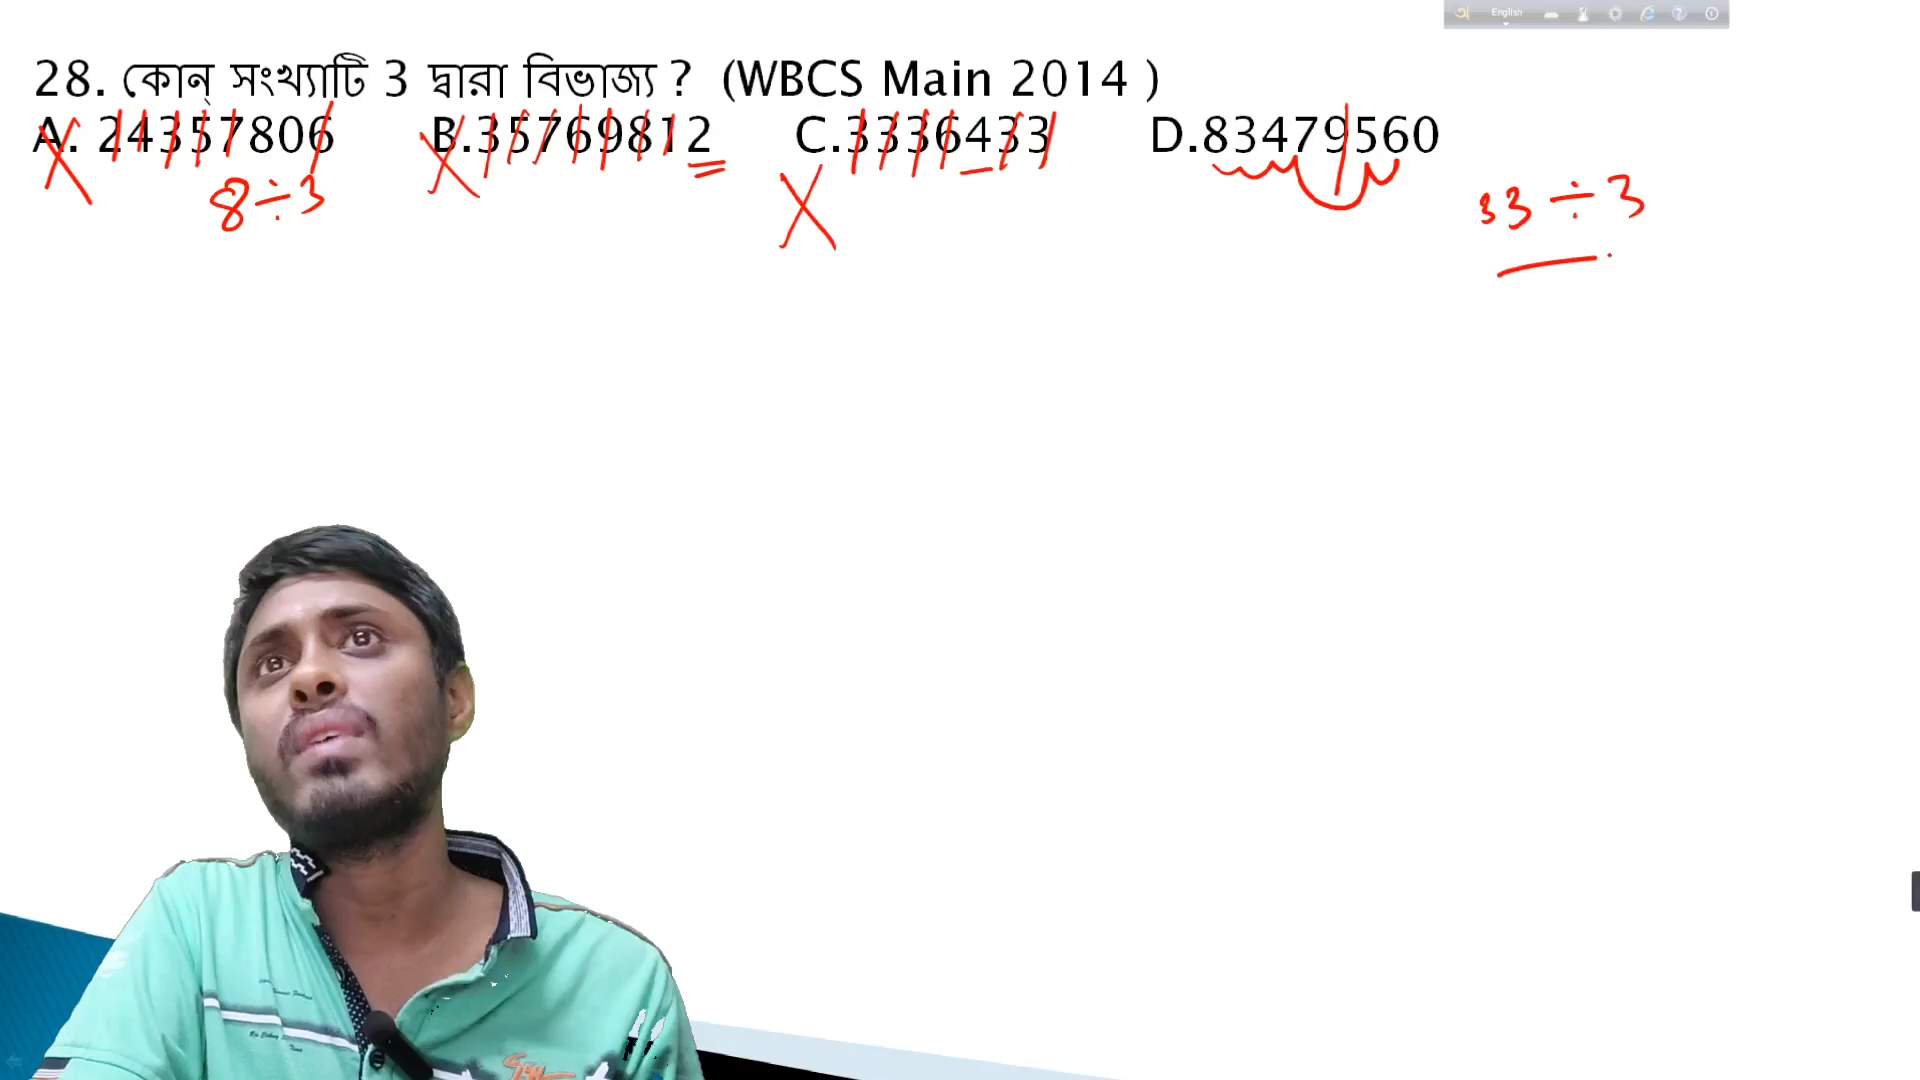 English
28. কোন্ সংখ্যাটি 3 দ্বারা বিভাজ্য ? (WBCS Main 2014 )
A. 24357806 B.35769812 C.3336433 D.83479560
8÷3
33÷3